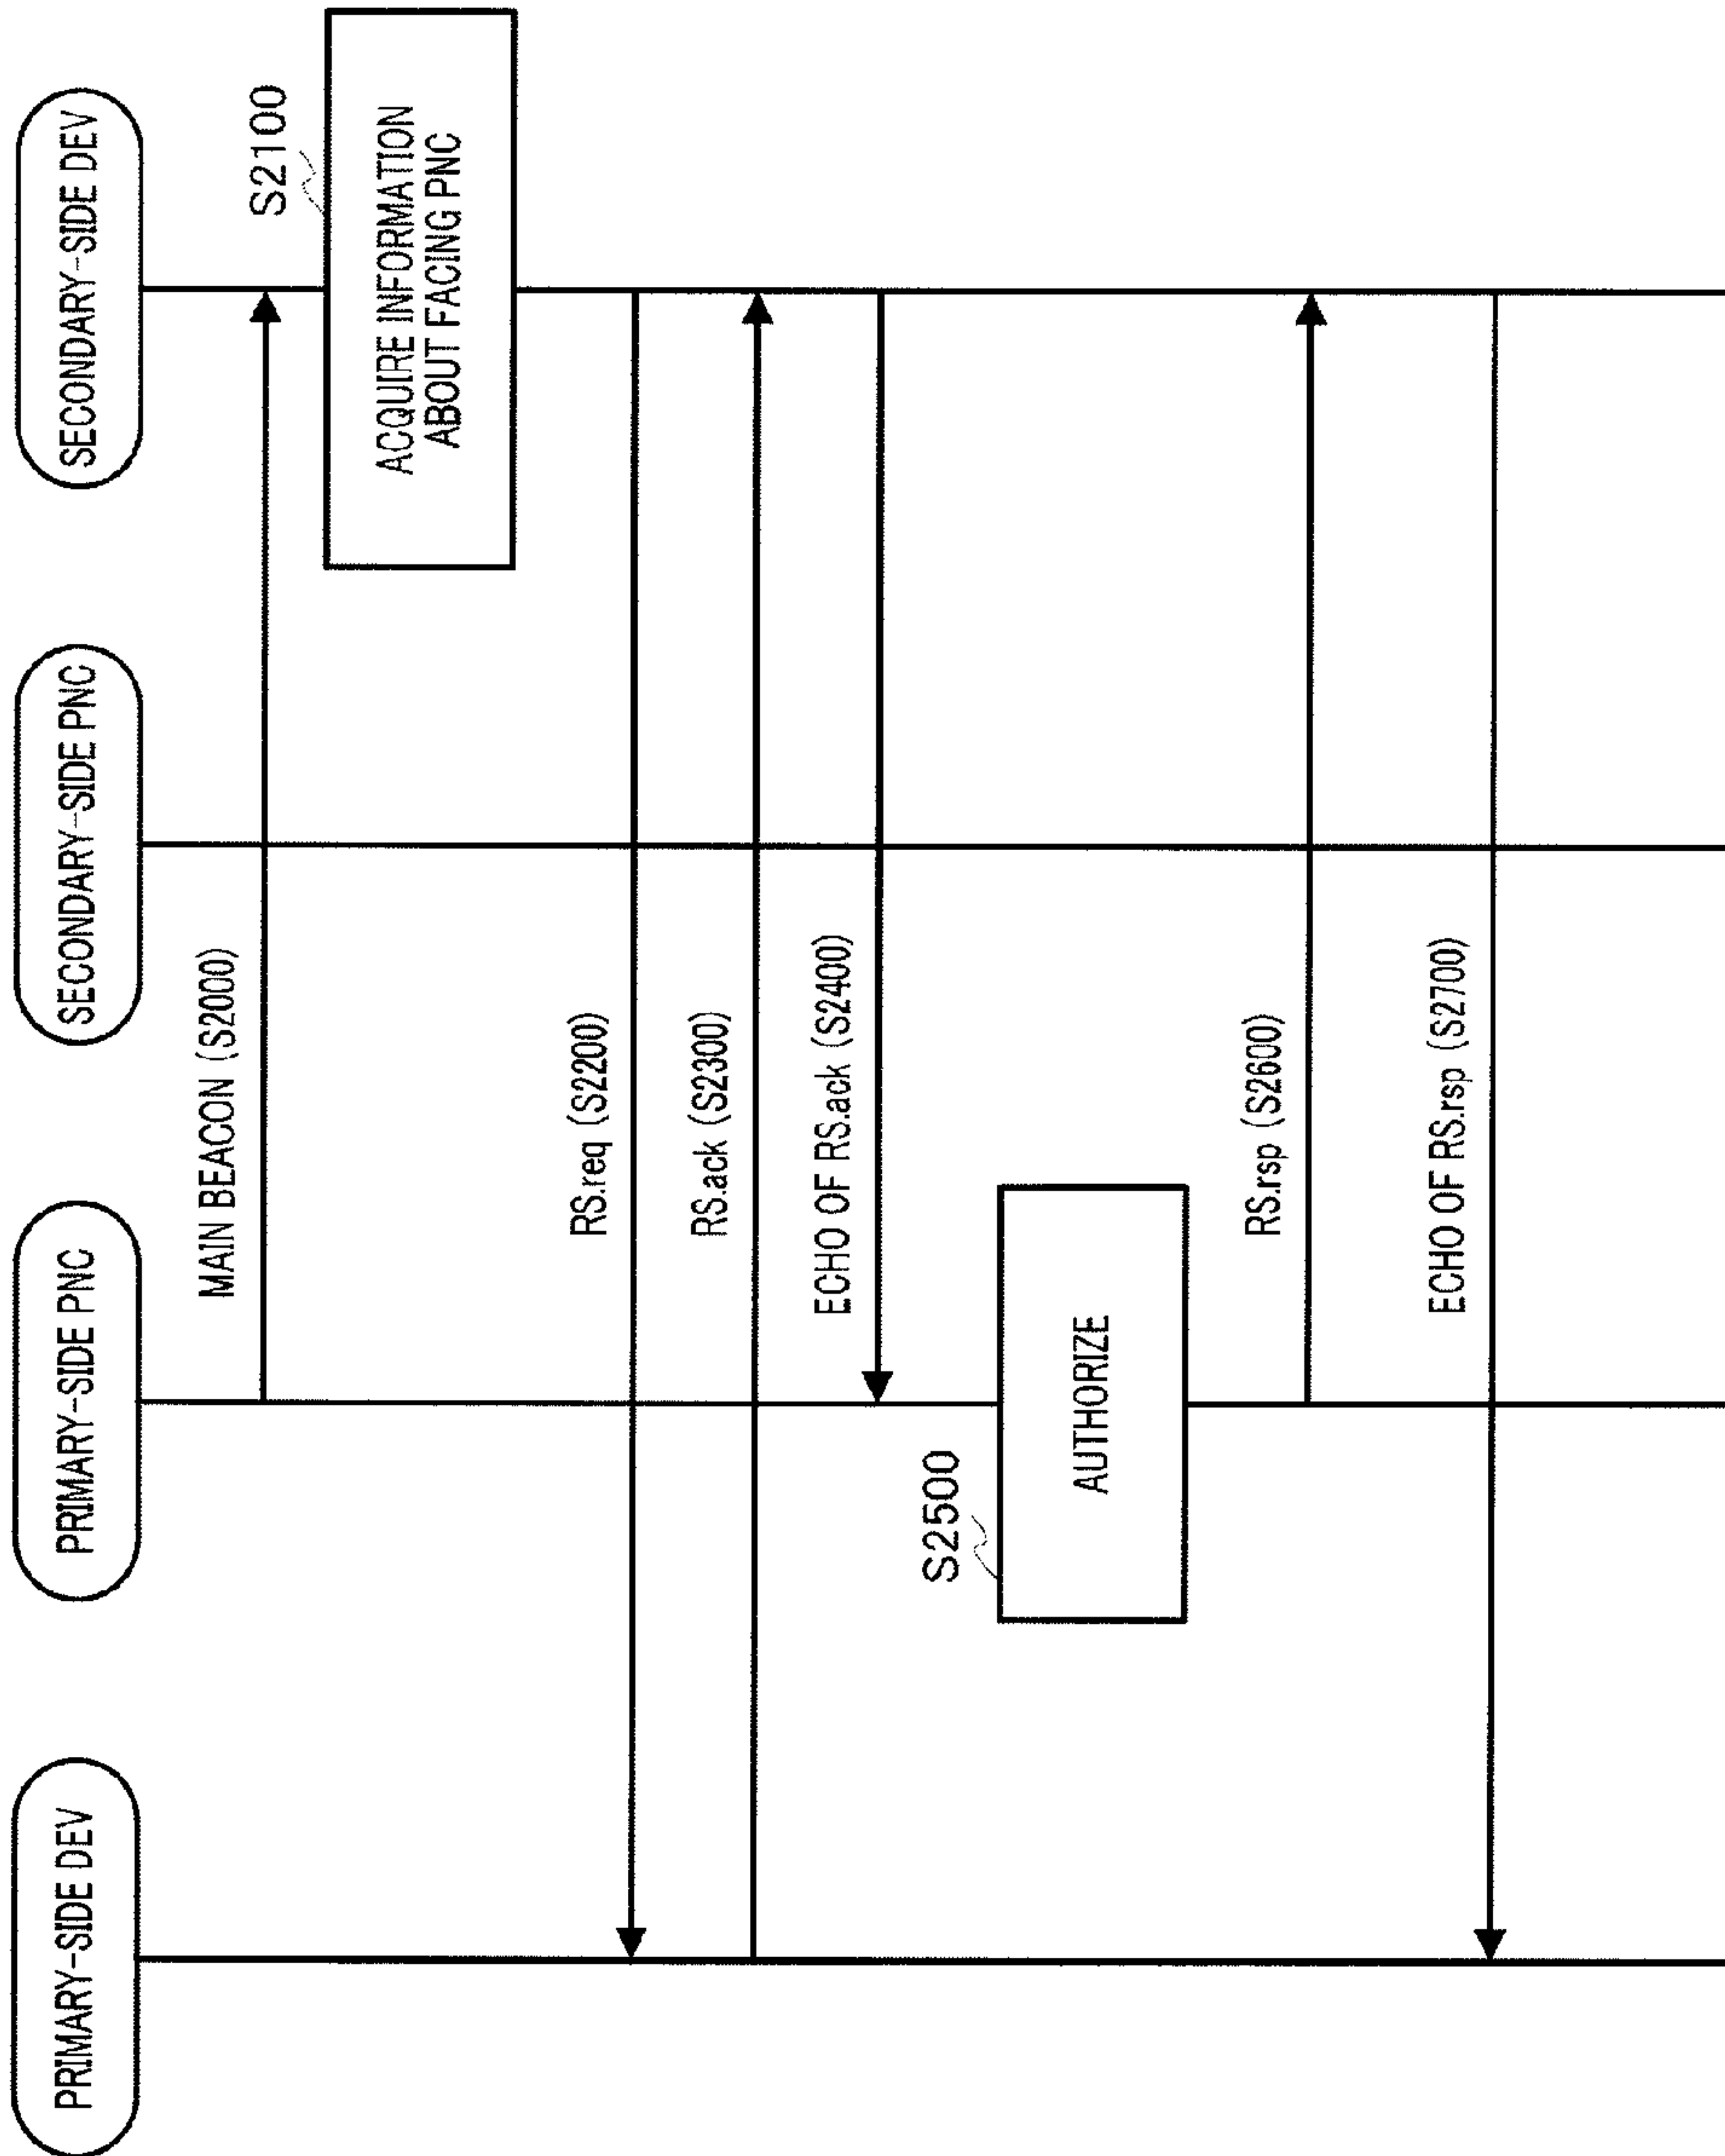 PRIMARY-SIDE DEV
PRIMARY-SIDE PNC
SECONDARY-SIDE PNC
SECONDARY-SIDE DEV
MAIN BEACON (S2000)
S2100
ACQUIRE INFORMATION
ABOUT FACING PNC
RS.req (S2200)
RS.ack (S2300)
ECHO OF RS.ack (S2400)
S2500
AUTHORIZE
RS.rsp (S2600)
ECHO OF RS.rsp (S2700)